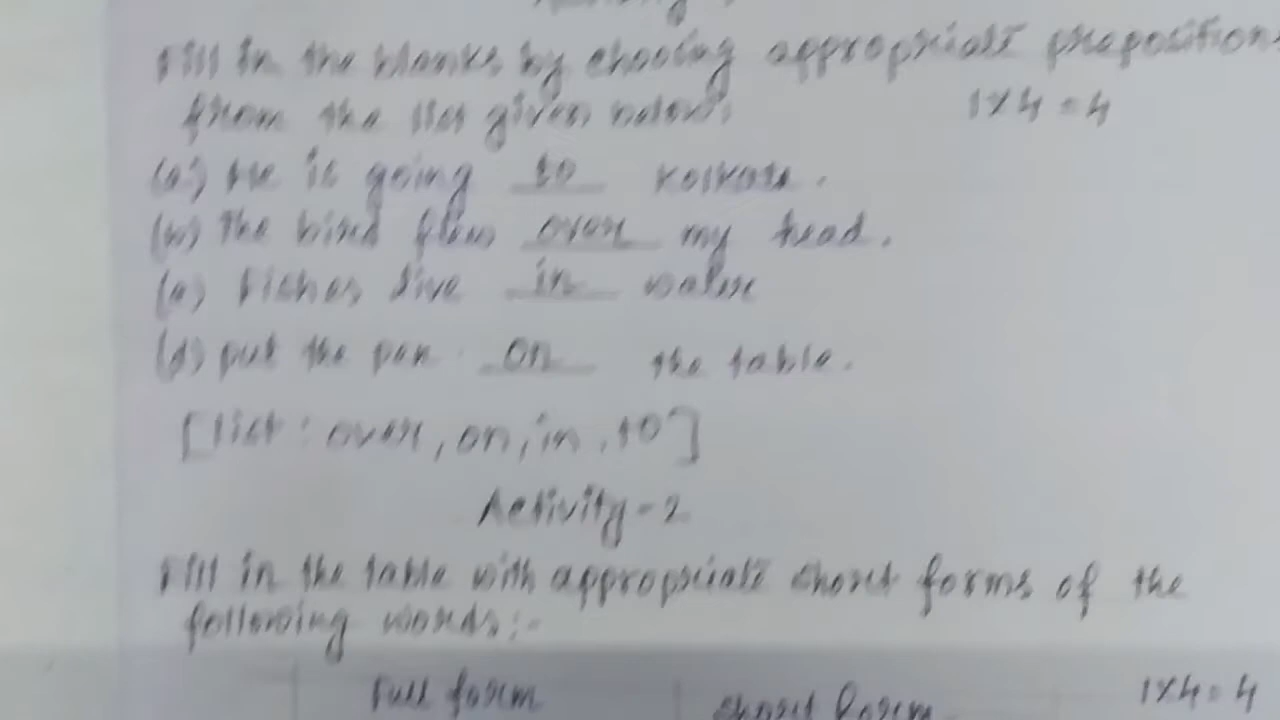 Fill in the blanks by choosing appropriate prepositions
from the list given below: 1×4=4
(a) He is going to Kolkata.
(b) The bird flew over my head.
(c) Fishes live in water
(d) put the pen on the table.
[List: over, on, in, to]
Activity-2
Fill in the table with appropriate short forms of the
following words:-
Full form short form 1×4=4